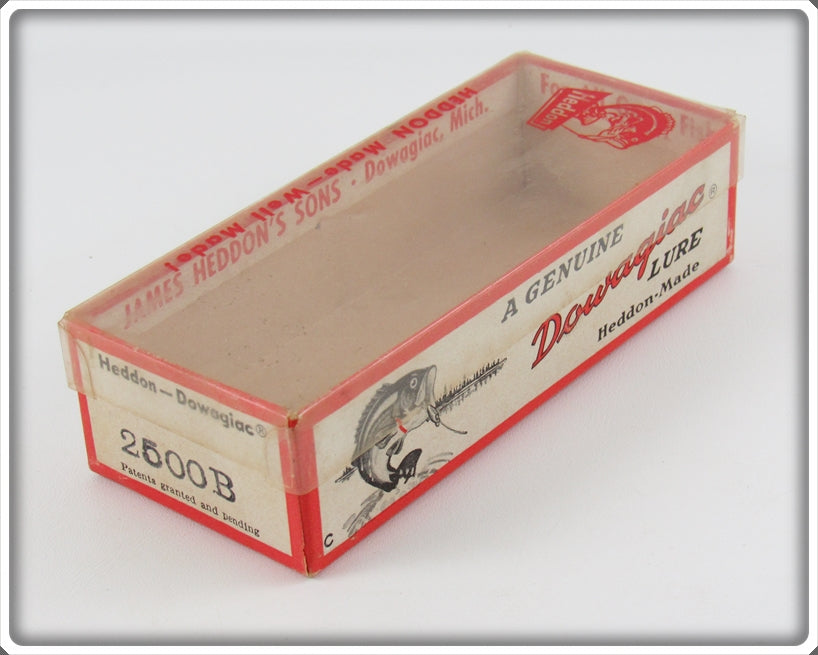 HEDDON Made—Well Made!
JAMES HEDDON'S SONS · Dowagiac, Mich.
Heddon
Fish
A GENUINE
Dowagiac®
LURE
Heddon-Made
Heddon—Dowagiac®
2500B
Patents granted and pending
C